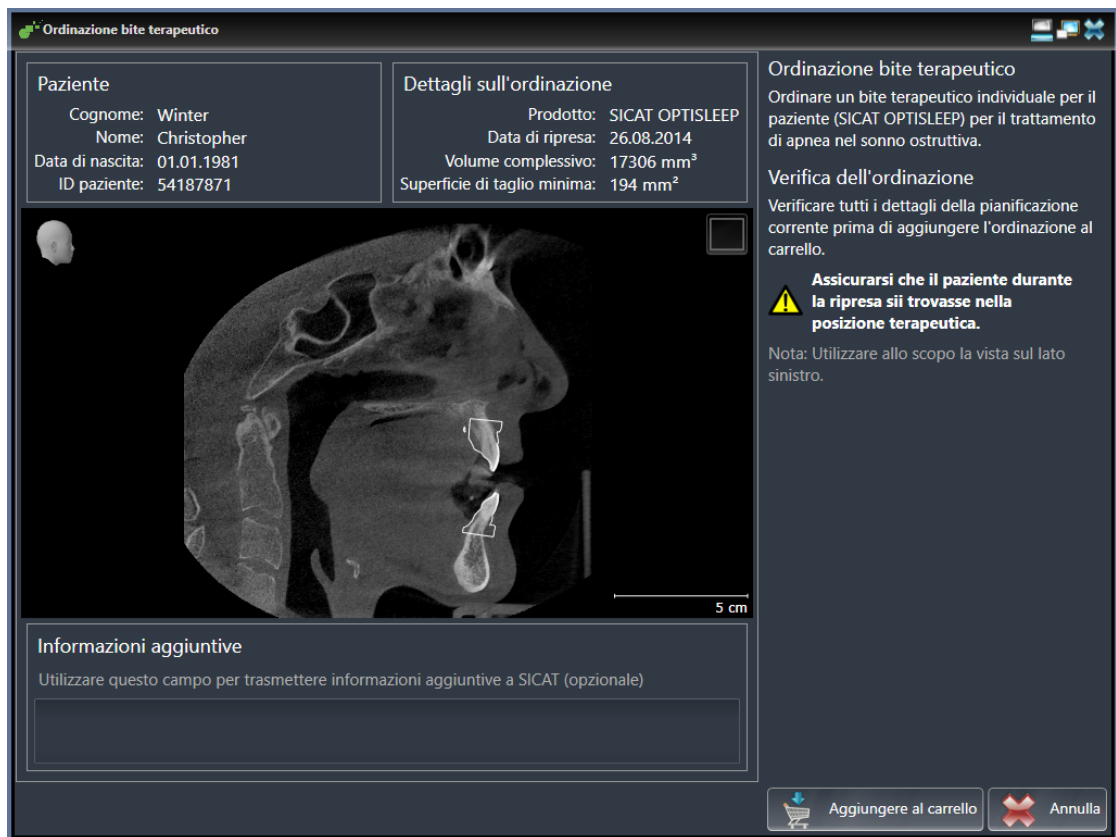 Ordinazione bite terapeutico
Paziente
Cognome: Winter
Nome: Christopher
Data di nascita: 01.01.1981
ID paziente: 54187871
Dettagli sull'ordinazione
Prodotto: SICAT OPTISLEEP
Data di ripresa: 26.08.2014
Volume complessivo: 17306 mm³
Superficie di taglio minima: 194 mm²
5 cm
Informazioni aggiuntive
Utilizzare questo campo per trasmettere informazioni aggiuntive a SICAT (opzionale)
Ordinazione bite terapeutico
Ordinare un bite terapeutico individuale per il
paziente (SICAT OPTISLEEP) per il trattamento
di apnea nel sonno ostruttiva.
Verifica dell'ordinazione
Verificare tutti i dettagli della pianificazione
corrente prima di aggiungere l'ordinazione al
carrello.
Assicurarsi che il paziente durante
la ripresa sii trovasse nella
posizione terapeutica.
Nota: Utilizzare allo scopo la vista sul lato
sinistro.
Aggiungere al carrello
Annulla